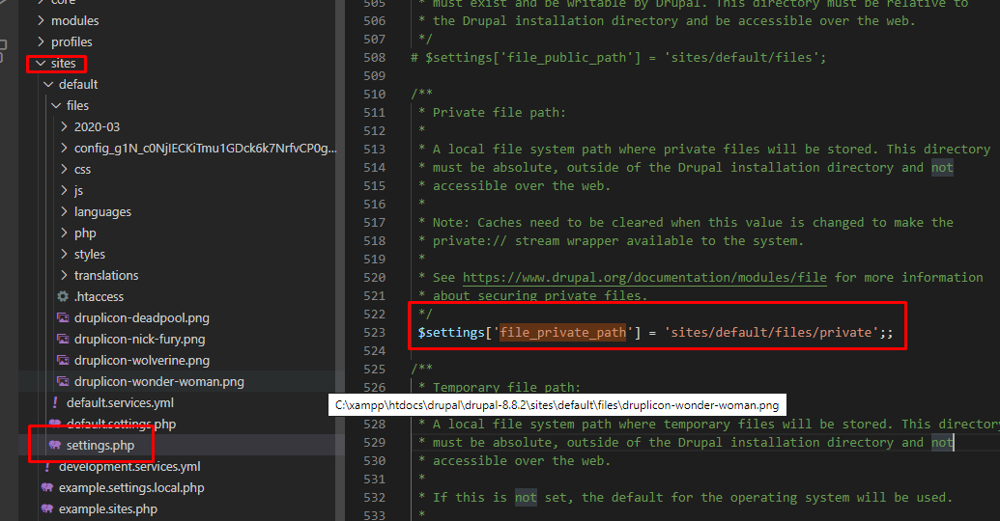 core
modules
profiles
sites
default
files
2020-03
config_g1N_c0NjIECKiTmu1GDck6k7NrfvCP0g...
css
js
languages
php
styles
translations
.htaccess
druplicon-deadpool.png
druplicon-nick-fury.png
druplicon-wolverine.png
druplicon-wonder-woman.png
! default.services.yml
default.settings.php
settings.php
! development.services.yml
example.settings.local.php
example.sites.php
505 * must exist and be writable by Drupal. This directory must be relative to
506 * the Drupal installation directory and be accessible over the web.
507 */
508 # $settings['file_public_path'] = 'sites/default/files';
509
510 /**
511 * Private file path:
512 *
513 * A local file system path where private files will be stored. This directory
514 * must be absolute, outside of the Drupal installation directory and not
515 * accessible over the web.
516 *
517 * Note: Caches need to be cleared when this value is changed to make the
518 * private:// stream wrapper available to the system.
519 *
520 * See https://www.drupal.org/documentation/modules/file for more information
521 * about securing private files.
522 */
523 $settings['file_private_path'] = 'sites/default/files/private';;
524
525 /**
526 * Temporary file path:
C:\xampp\htdocs\drupal\drupal-8.8.2\sites\default\files\druplicon-wonder-woman.png
528 * A local file system path where temporary files will be stored. This directory
529 * must be absolute, outside of the Drupal installation directory and not
530 * accessible over the web.
531 *
532 * If this is not set, the default for the operating system will be used.
533 *